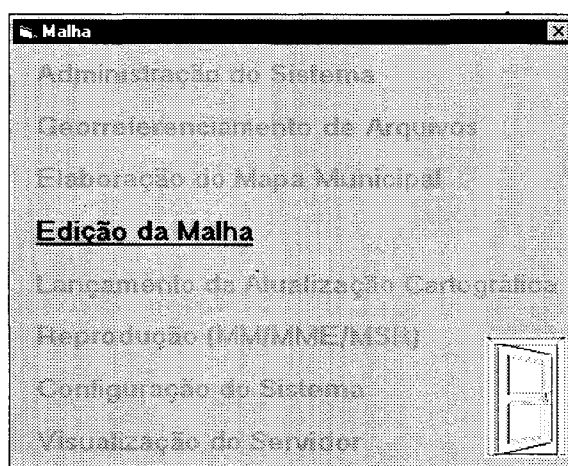 Malha
Administração do Sistema
Georreferenciamento de Arquivos
Elaboração do Mapa Municipal
Edição da Malha
Lançamento da Atualização Cartográfica
Reprodução (MM/MME/MSR)
Configuração do Sistema
Visualização do Servidor